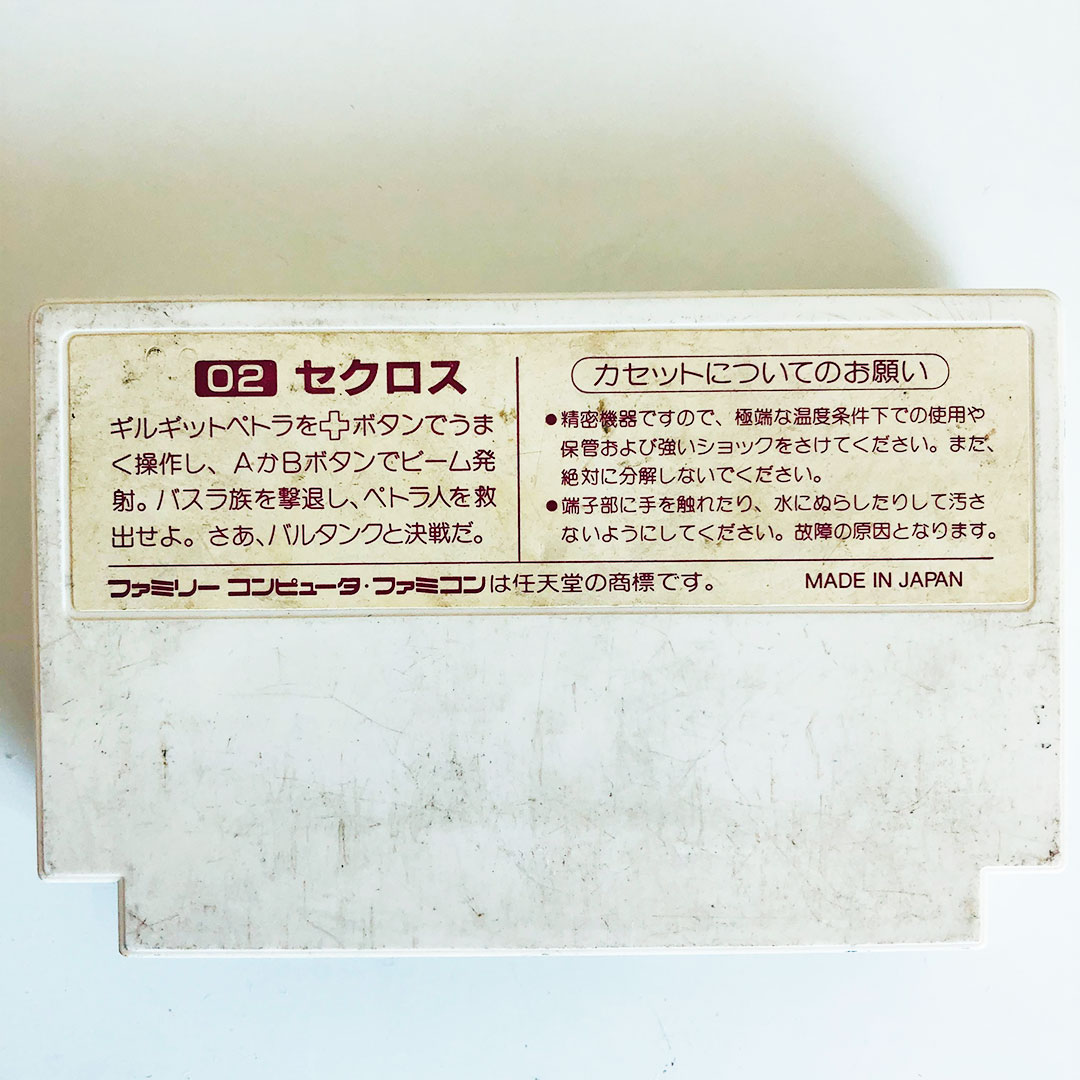 02 セクロス
ギルギットペトラを✚ボタンでうま
く操作し、AかBボタンでビーム発
射。バスラ族を撃退し、ペトラ人を救
出せよ。さあ、バルタンクと決戦だ。
カセットについてのお願い
●精密機器ですので、極端な温度条件下での使用や
保管および強いショックをさけてください。また、
絶対に分解しないでください。
●端子部に手を触れたり、水にぬらしたりして汚さ
ないようにしてください。故障の原因となります。
ファミリーコンピュータ・ファミコンは任天堂の商標です。
MADE IN JAPAN